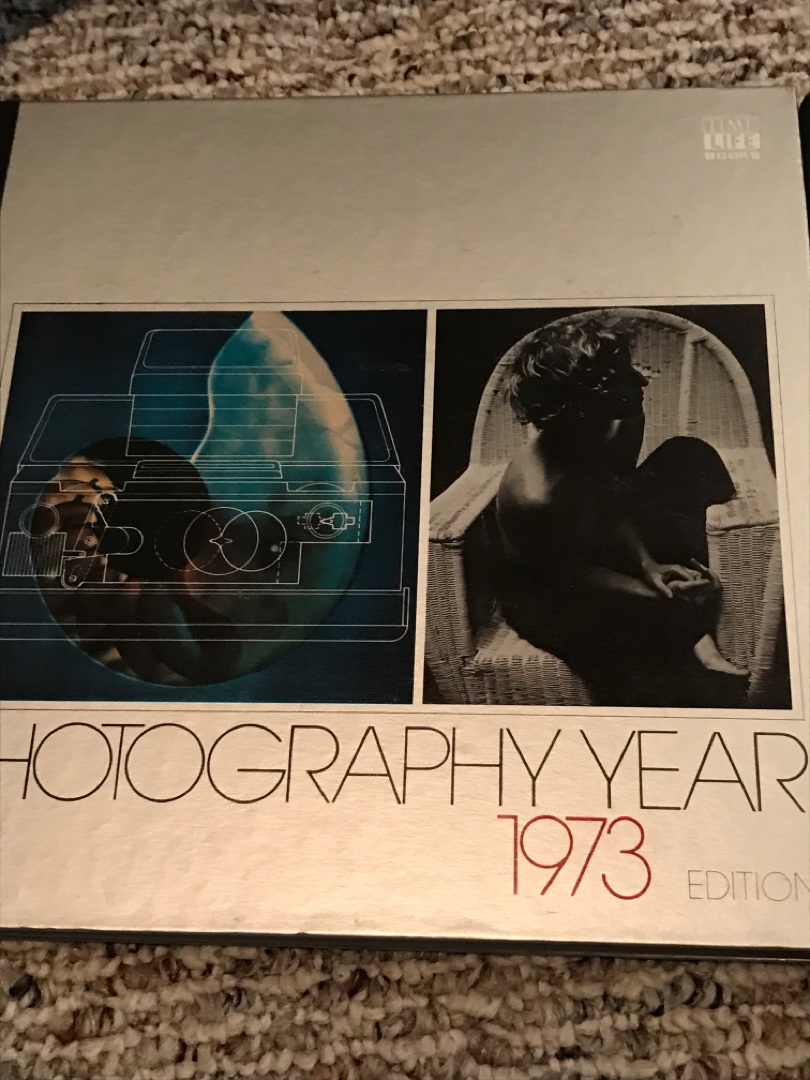 TIME
LIFE
BOOKS
HOTOGRAPHY YEAR
1973
EDITION